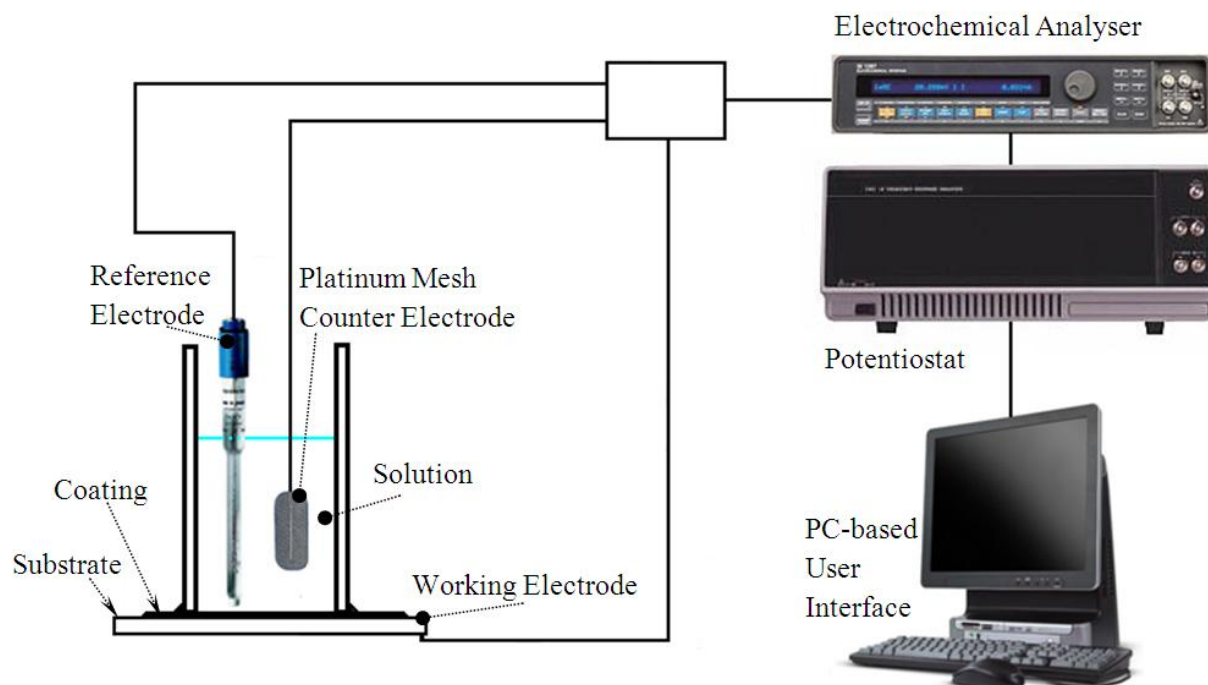 Electrochemical Analyser
Reference
Electrode
Platinum Mesh
Counter Electrode
Potentiostat
Solution
Coating
Substrate
Working Electrode
PC-based
User
Interface